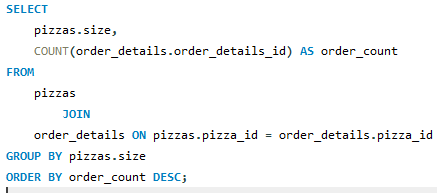 SELECT
pizzas.size,
COUNT(order_details.order_details_id) AS order_count
FROM
pizzas
JOIN
order_details ON pizzas.pizza_id = order_details.pizza_id
GROUP BY pizzas.size
ORDER BY order_count DESC;